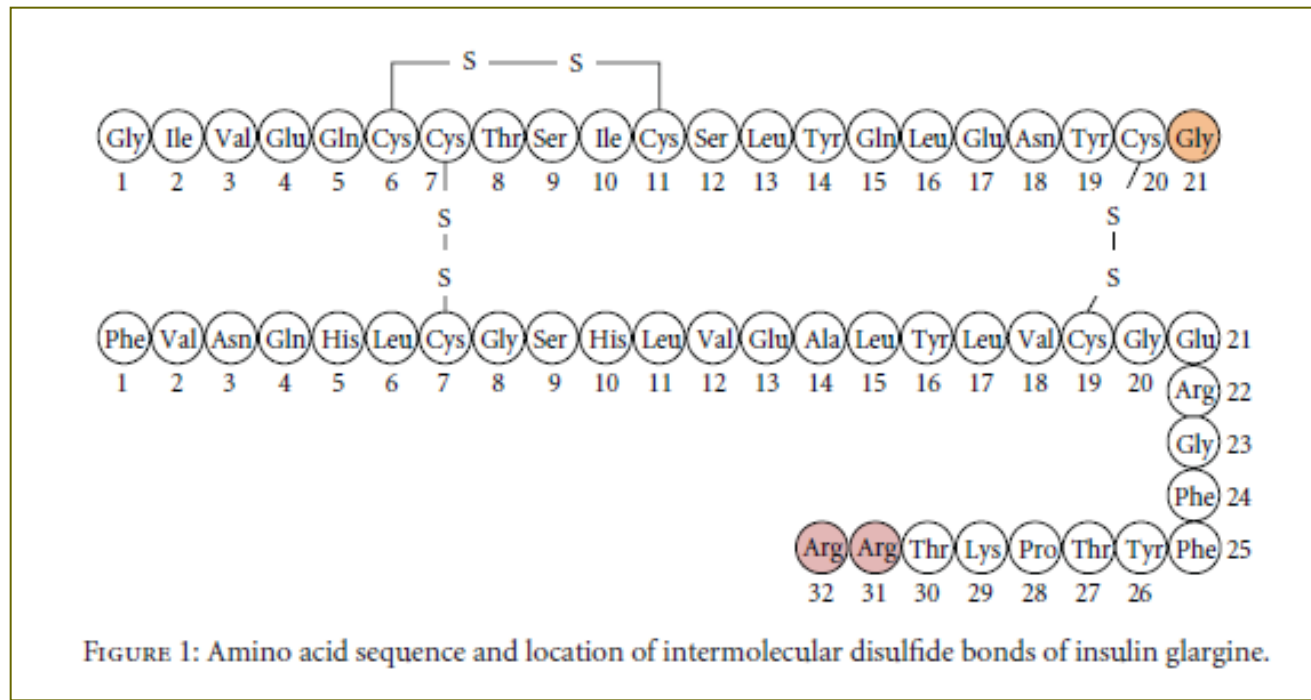 S S
Gly Ile Val Glu Gln Cys Cys Thr Ser Ile Cys Ser Leu Tyr Gln Leu Glu Asn Tyr Cys Gly
1 2 3 4 5 6 7 8 9 10 11 12 13 14 15 16 17 18 19 20 21
S S
S S
Phe Val Asn Gln His Leu Cys Gly Ser His Leu Val Glu Ala Leu Tyr Leu Val Cys Gly Glu 21
1 2 3 4 5 6 7 8 9 10 11 12 13 14 15 16 17 18 19 20
Arg 22
Gly 23
Phe 24
Arg Arg Thr Lys Pro Thr Tyr Phe 25
32 31 30 29 28 27 26
FIGURE 1: Amino acid sequence and location of intermolecular disulfide bonds of insulin glargine.